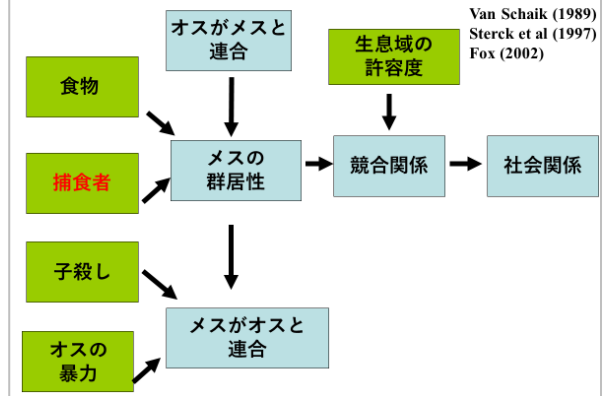 Van Schaik (1989)
Sterck et al (1997)
Fox (2002)
オスがメスと
連合
生息域の
許容度
食物
捕食者
メスの
群居性
競合関係
社会関係
子殺し
メスがオスと
連合
オスの
暴力